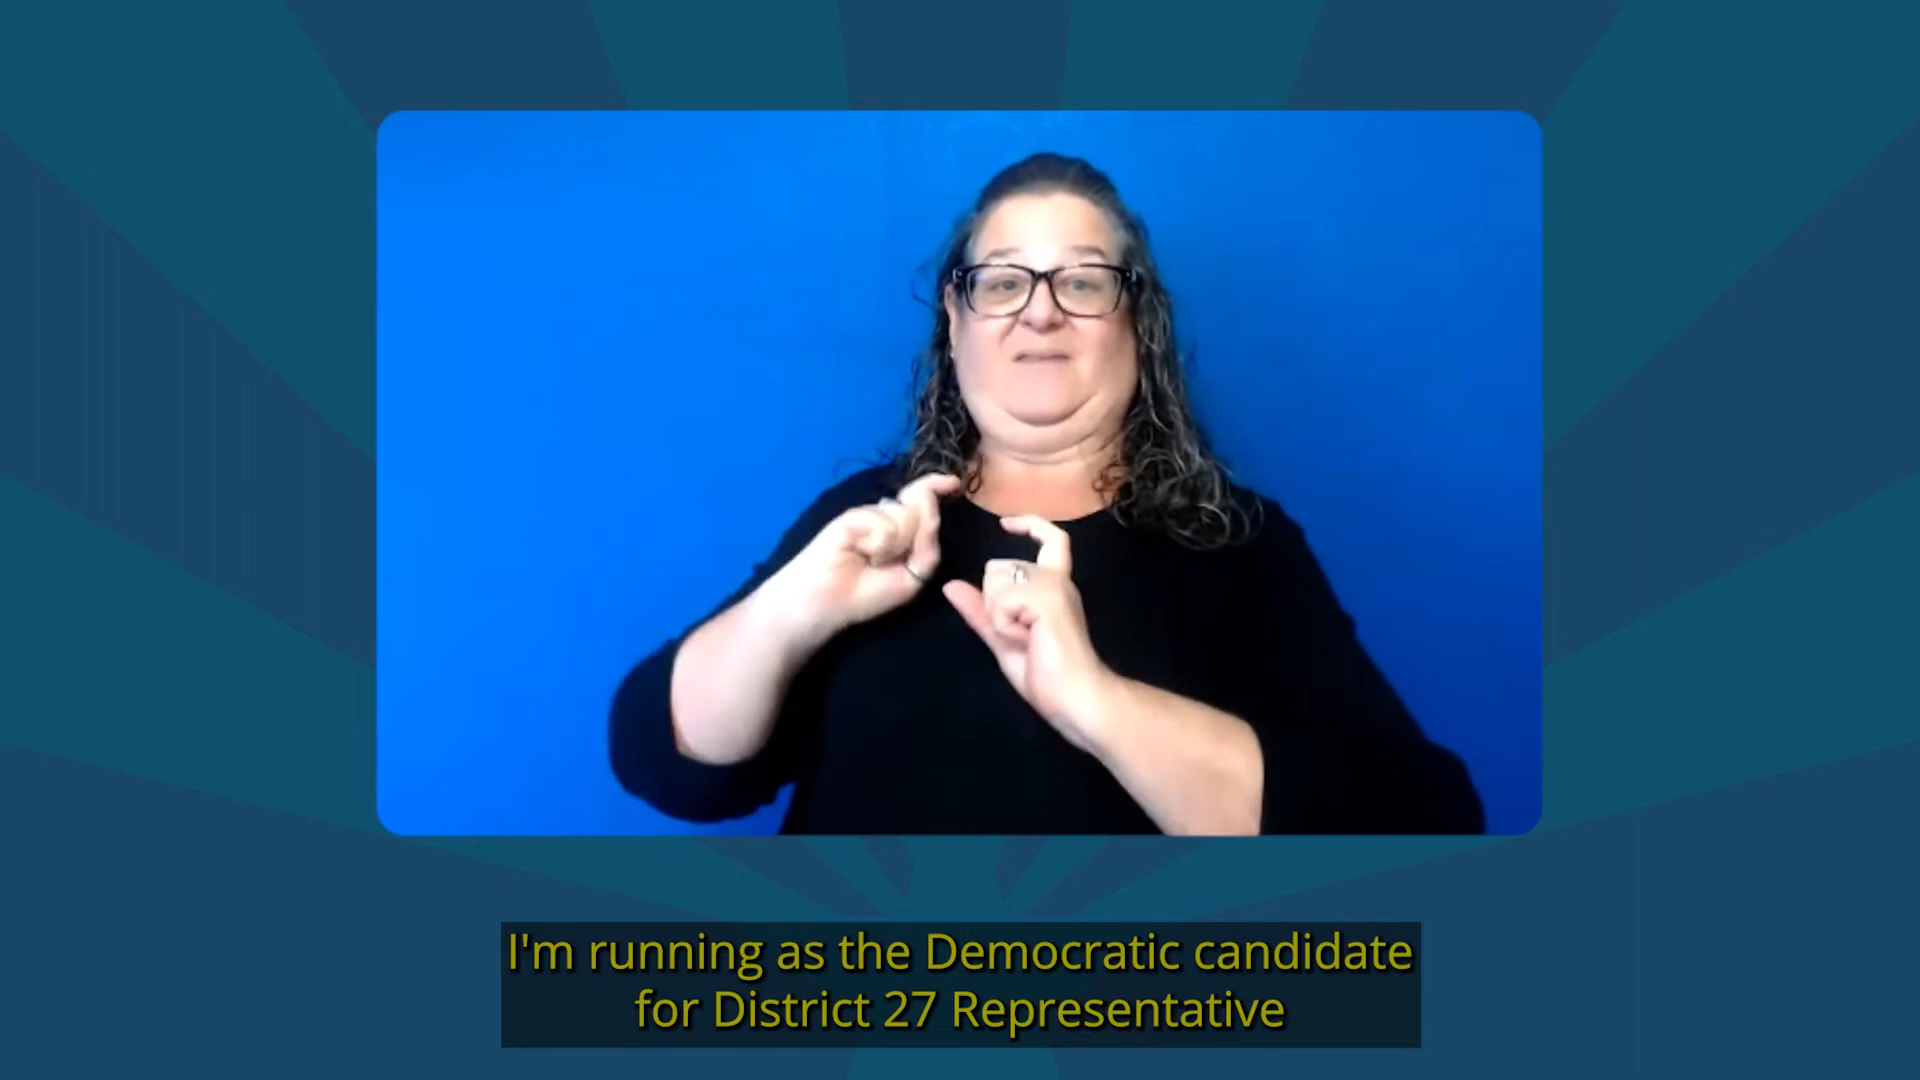 I'm running as the Democratic candidate
for District 27 Representative